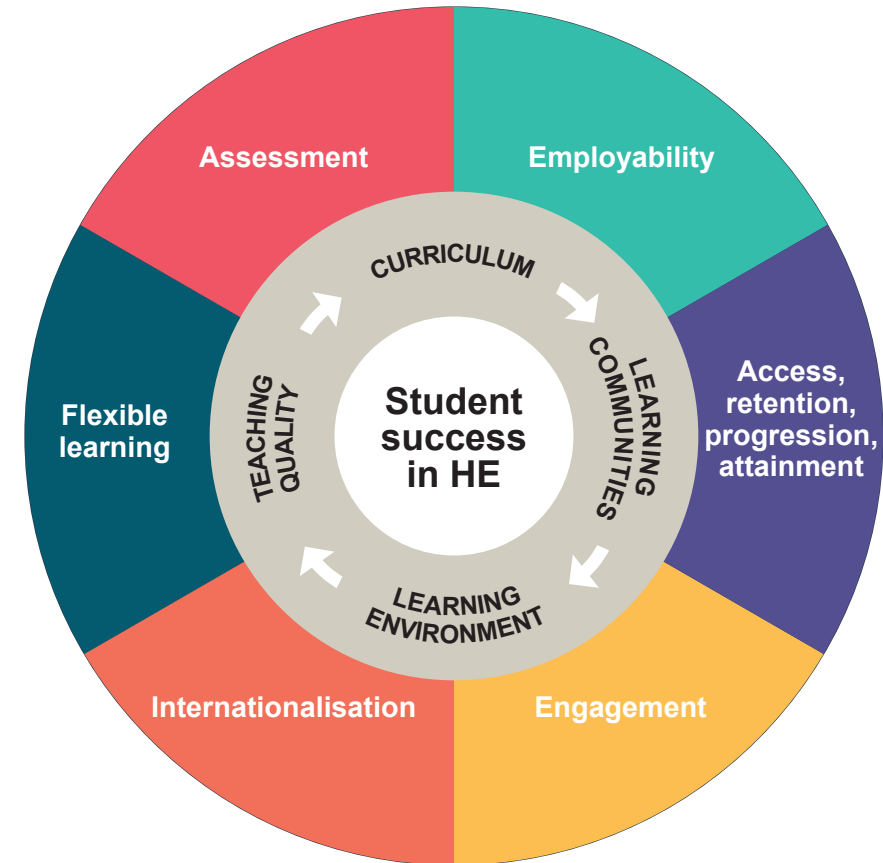 Assessment
Employability
CURRICULUM
LEARNING
COMMUNITIES
Access,
retention,
progression,
attainment
Flexible
learning
TEACHING
QUALITY
Student
success
in HE
LEARNING
ENVIRONMENT
Internationalisation
Engagement